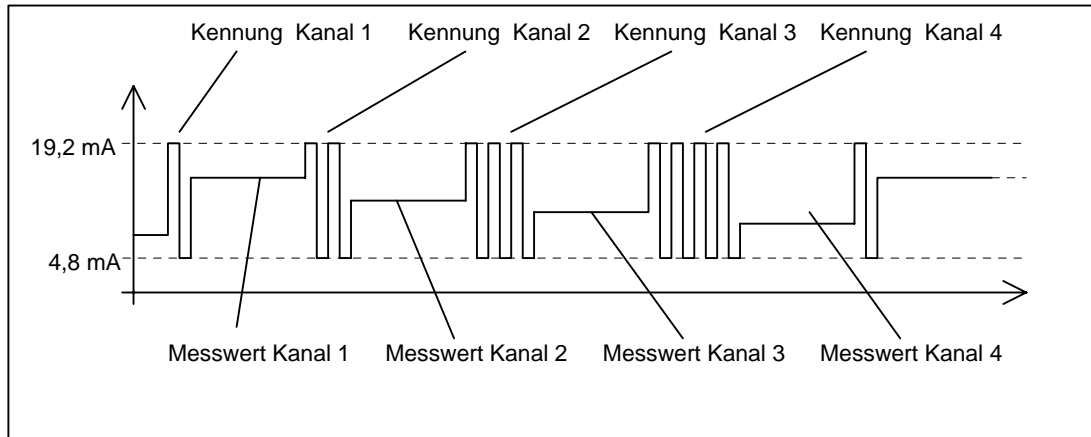 Kennung Kanal 1 Kennung Kanal 2 Kennung Kanal 3 Kennung Kanal 4
19,2 mA
4,8 mA
Messwert Kanal 1 Messwert Kanal 2 Messwert Kanal 3 Messwert Kanal 4